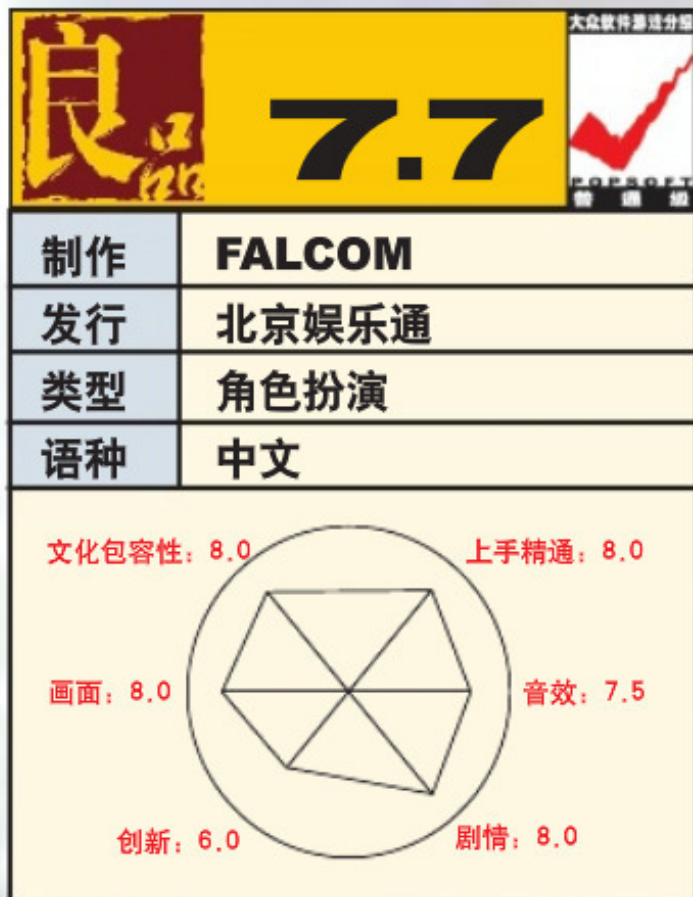 良品
7.7
大众软件游戏分级
POPSOFT
普通级
制作 FALCOM
发行 北京娱乐通
类型 角色扮演
语种 中文
文化包容性：8.0 上手精通：8.0
画面：8.0 音效：7.5
创新：6.0 剧情：8.0